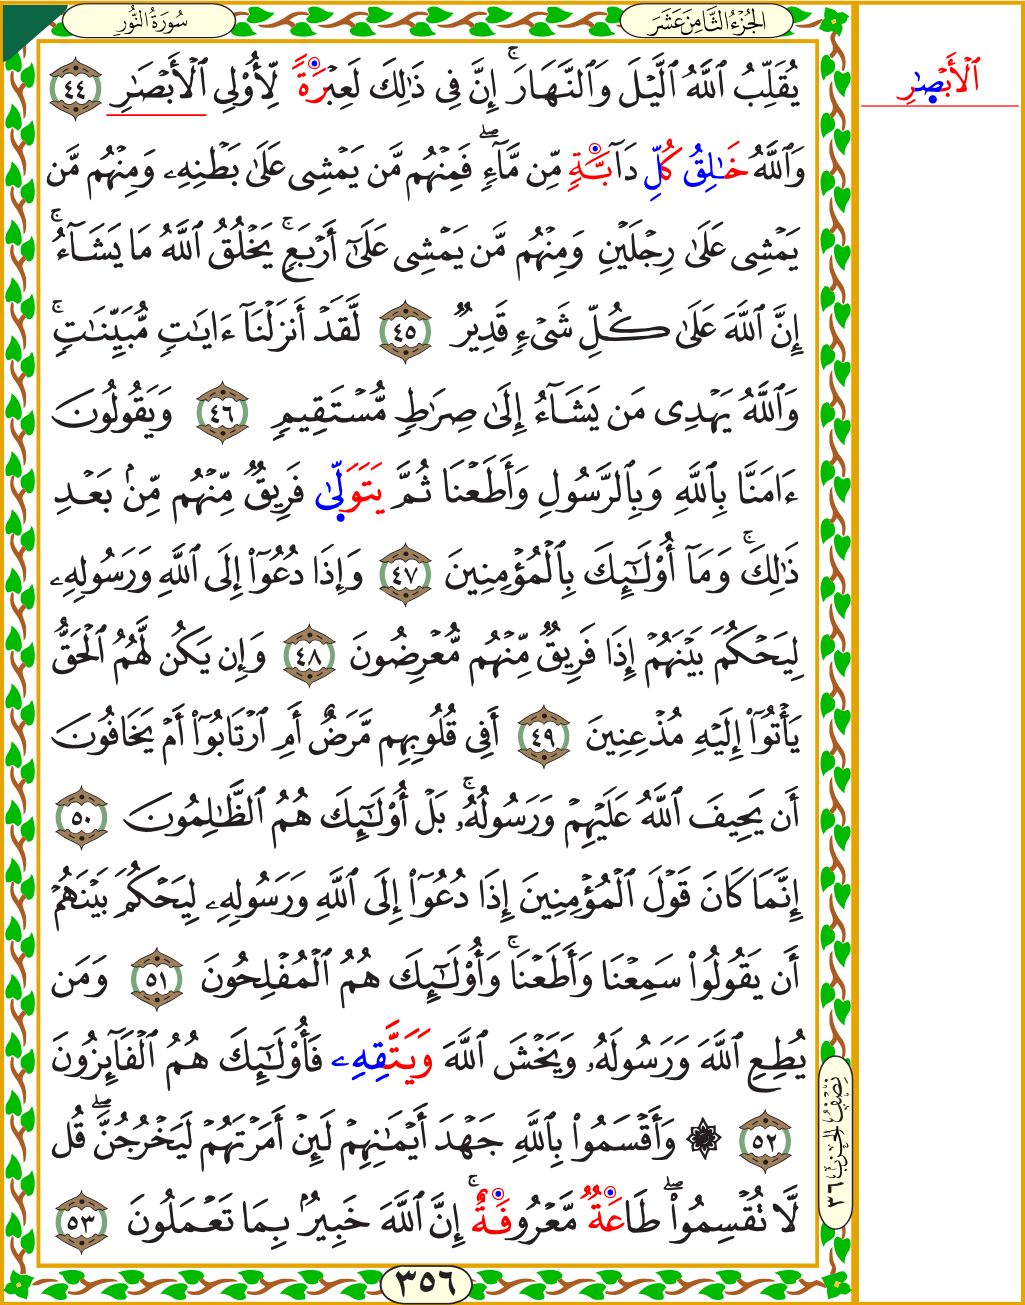 سُورَةُ النُّورِ
الجُزْءُ الثَّامِنَ عَشَرَ
يُقَلِّبُ ٱللَّهُ ٱلَّيْلَ وَٱلنَّهَارَ ۚ إِنَّ فِى ذَٰلِكَ لَعِبْرَةً لِّأُو۟لِى ٱلْأَبْصَٰرِ ٤٤
وَٱللَّهُ خَٰلِقُ كُلِّ دَآبَّةٍ مِّن مَّآءٍ ۖ فَمِنْهُم مَّن يَمْشِى عَلَىٰ بَطْنِهِۦ وَمِنْهُم مَّن
يَمْشِى عَلَىٰ رِجْلَيْنِ وَمِنْهُم مَّن يَمْشِى عَلَىٰٓ أَرْبَعٍ ۚ يَخْلُقُ ٱللَّهُ مَا يَشَآءُ ۚ
إِنَّ ٱللَّهَ عَلَىٰ كُلِّ شَىْءٍ قَدِيرٌ ٤٥ لَّقَدْ أَنزَلْنَآ ءَايَٰتٍ مُّبَيِّنَٰتٍ ۚ
وَٱللَّهُ يَهْدِى مَن يَشَآءُ إِلَىٰ صِرَٰطٍ مُّسْتَقِيمٍ ٤٦ وَيَقُولُونَ
ءَامَنَّا بِٱللَّهِ وَبِٱلرَّسُولِ وَأَطَعْنَا ثُمَّ يَتَوَلَّىٰ فَرِيقٌ مِّنْهُم مِّنۢ بَعْدِ
ذَٰلِكَ ۚ وَمَآ أُو۟لَٰٓئِكَ بِٱلْمُؤْمِنِينَ ٤٧ وَإِذَا دُعُوٓا۟ إِلَى ٱللَّهِ وَرَسُولِهِۦ
لِيَحْكُمَ بَيْنَهُمْ إِذَا فَرِيقٌ مِّنْهُم مُّعْرِضُونَ ٤٨ وَإِن يَكُن لَّهُمُ ٱلْحَقُّ
يَأْتُوٓا۟ إِلَيْهِ مُذْعِنِينَ ٤٩ أَفِى قُلُوبِهِم مَّرَضٌ أَمِ ٱرْتَابُوٓا۟ أَمْ يَخَافُونَ
أَن يَحِيفَ ٱللَّهُ عَلَيْهِمْ وَرَسُولُهُۥ ۚ بَلْ أُو۟لَٰٓئِكَ هُمُ ٱلظَّٰلِمُونَ ٥٠
إِنَّمَا كَانَ قَوْلَ ٱلْمُؤْمِنِينَ إِذَا دُعُوٓا۟ إِلَى ٱللَّهِ وَرَسُولِهِۦ لِيَحْكُمَ بَيْنَهُمْ
أَن يَقُولُوا۟ سَمِعْنَا وَأَطَعْنَا ۚ وَأُو۟لَٰٓئِكَ هُمُ ٱلْمُفْلِحُونَ ٥١ وَمَن
يُطِعِ ٱللَّهَ وَرَسُولَهُۥ وَيَخْشَ ٱللَّهَ وَيَتَّقِهِۦ فَأُو۟لَٰٓئِكَ هُمُ ٱلْفَآئِزُونَ
٥٢ ۞ وَأَقْسَمُوا۟ بِٱللَّهِ جَهْدَ أَيْمَٰنِهِمْ لَئِنْ أَمَرْتَهُمْ لَيَخْرُجُنَّ ۖ قُل
لَّا تُقْسِمُوا۟ ۖ طَاعَةٌ مَّعْرُوفَةٌ ۚ إِنَّ ٱللَّهَ خَبِيرٌۢ بِمَا تَعْمَلُونَ ٥٣
٣٥٦
ٱلْأَبْصَٰرِ
نِصْفُ الحِزْبِ ٣٦